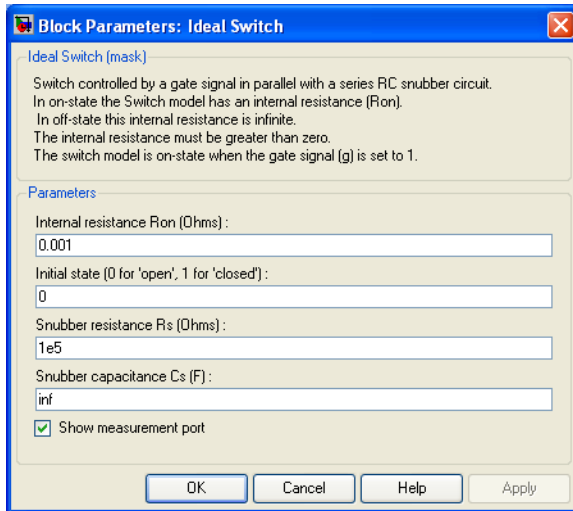 Block Parameters: Ideal Switch
Ideal Switch (mask)
Switch controlled by a gate signal in parallel with a series RC snubber circuit.
In on-state the Switch model has an internal resistance (Ron).
In off-state this internal resistance is infinite.
The internal resistance must be greater than zero.
The switch model is on-state when the gate signal (g) is set to 1.
Parameters
Internal resistance Ron (Ohms) :
0.001
Initial state (0 for 'open', 1 for 'closed') :
0
Snubber resistance Rs (Ohms) :
1e5
Snubber capacitance Cs (F) :
inf
Show measurement port
OK Cancel Help Apply